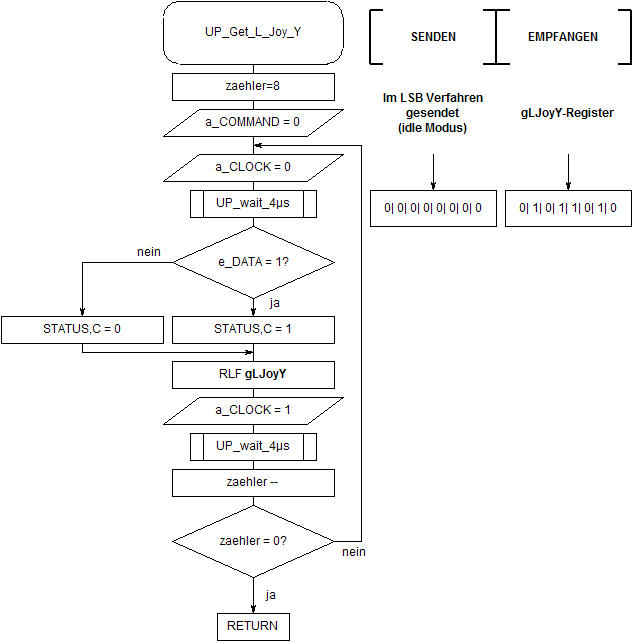 UP_Get_L_Joy_Y
zaehler=8
a_COMMAND = 0
a_CLOCK = 0
UP_wait_4µs
e_DATA = 1?
nein
ja
STATUS,C = 0
STATUS,C = 1
RLF gLJoyY
a_CLOCK = 1
UP_wait_4µs
zaehler --
zaehler = 0?
nein
ja
RETURN
SENDEN
EMPFANGEN
Im LSB Verfahren
gesendet
(idle Modus)
gLJoyY-Register
0| 0| 0| 0| 0| 0| 0| 0
0| 1| 0| 1| 1| 0| 1| 0